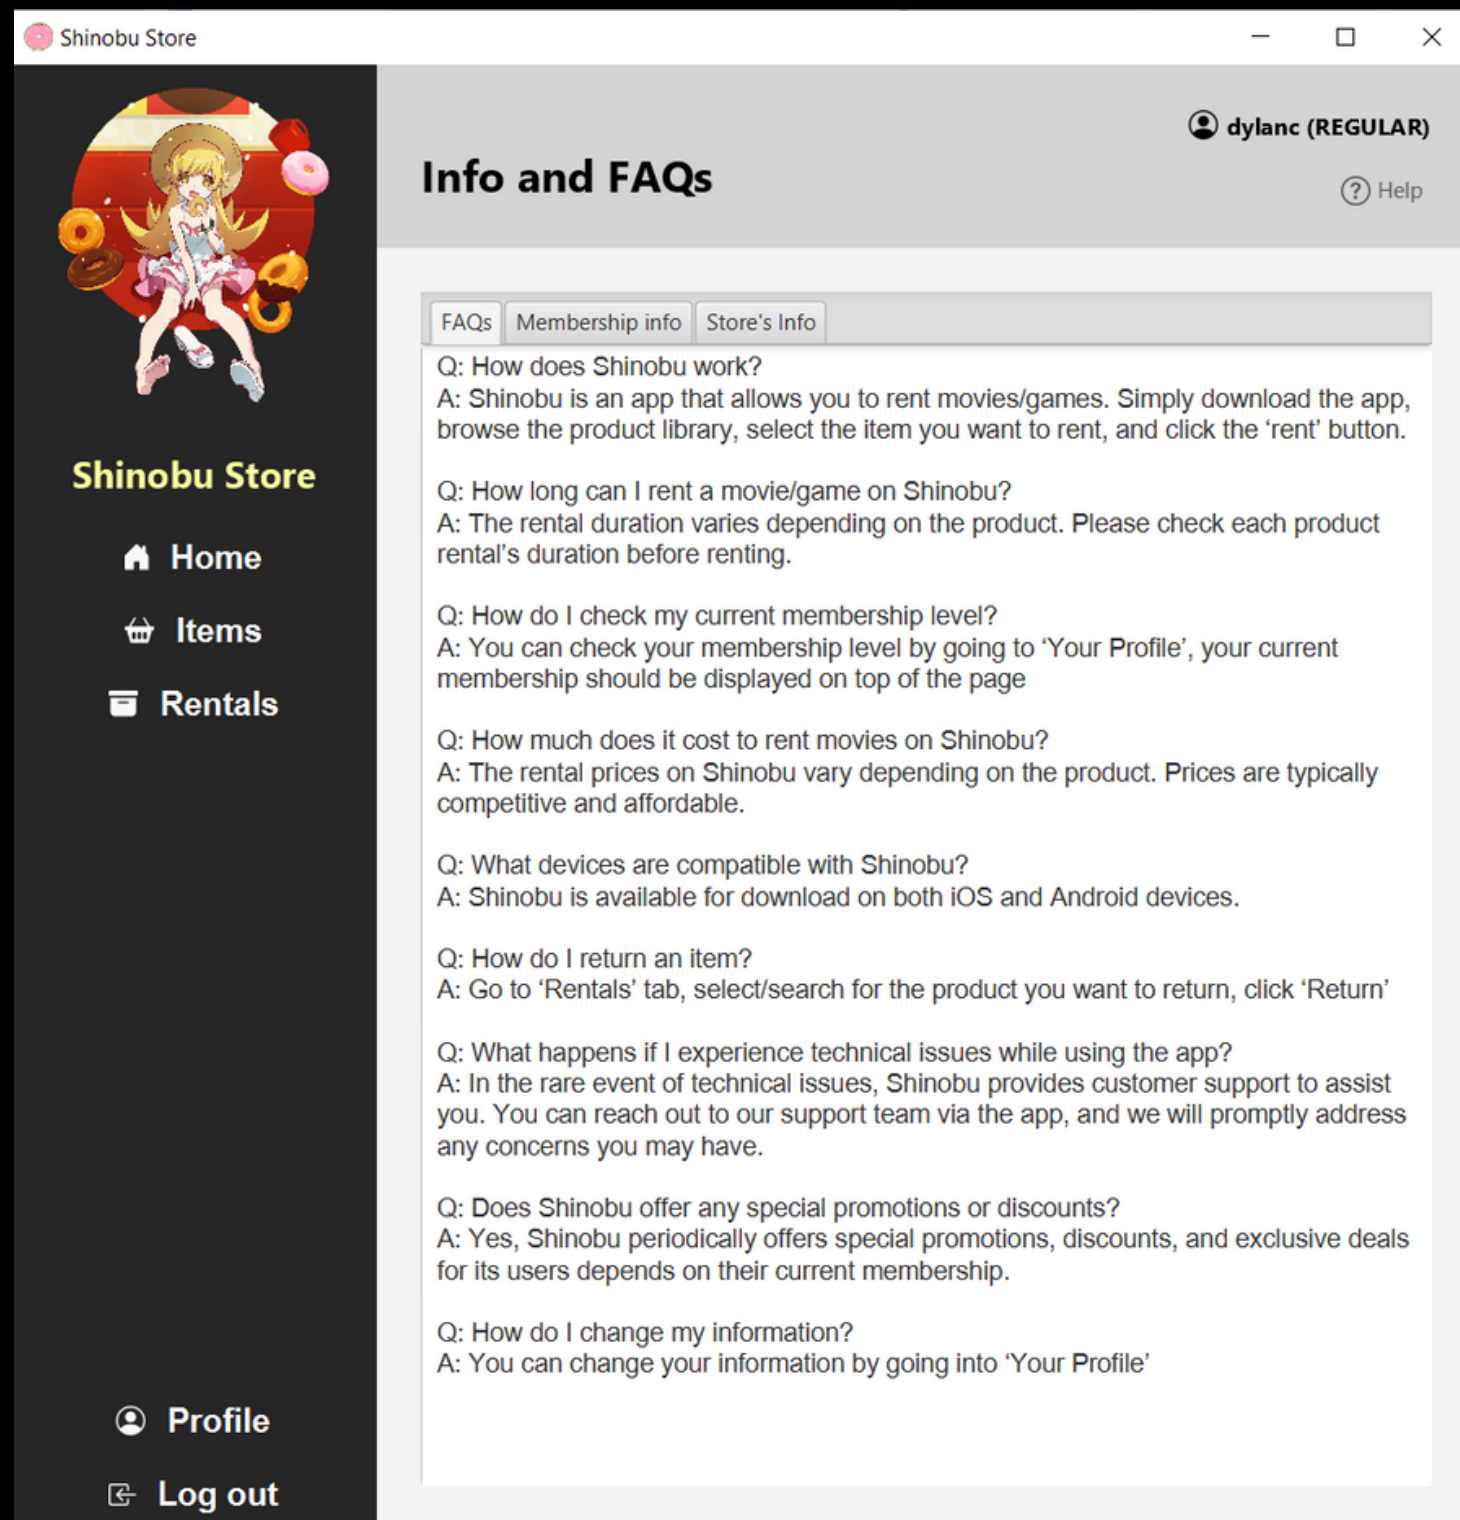 Shinobu Store
dylanc (REGULAR)
Info and FAQs
Help
Shinobu Store
Home
Items
Rentals
Profile
Log out
FAQs
Membership info
Store's Info
Q: How does Shinobu work?
A: Shinobu is an app that allows you to rent movies/games. Simply download the app,
browse the product library, select the item you want to rent, and click the ‘rent’ button.
Q: How long can I rent a movie/game on Shinobu?
A: The rental duration varies depending on the product. Please check each product
rental’s duration before renting.
Q: How do I check my current membership level?
A: You can check your membership level by going to ‘Your Profile’, your current
membership should be displayed on top of the page
Q: How much does it cost to rent movies on Shinobu?
A: The rental prices on Shinobu vary depending on the product. Prices are typically
competitive and affordable.
Q: What devices are compatible with Shinobu?
A: Shinobu is available for download on both iOS and Android devices.
Q: How do I return an item?
A: Go to ‘Rentals’ tab, select/search for the product you want to return, click ‘Return’
Q: What happens if I experience technical issues while using the app?
A: In the rare event of technical issues, Shinobu provides customer support to assist
you. You can reach out to our support team via the app, and we will promptly address
any concerns you may have.
Q: Does Shinobu offer any special promotions or discounts?
A: Yes, Shinobu periodically offers special promotions, discounts, and exclusive deals
for its users depends on their current membership.
Q: How do I change my information?
A: You can change your information by going into ‘Your Profile’